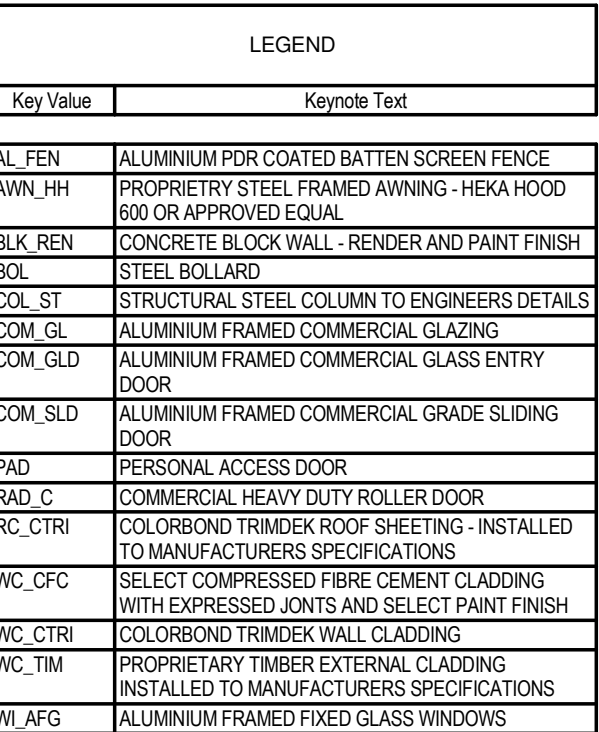 LEGEND
Key Value Keynote Text
AL_FEN ALUMINIUM PDR COATED BATTEN SCREEN FENCE
AWN_HH PROPRIETRY STEEL FRAMED AWNING - HEKA HOOD
600 OR APPROVED EQUAL
BLK_REN CONCRETE BLOCK WALL - RENDER AND PAINT FINISH
BOL STEEL BOLLARD
COL_ST STRUCTURAL STEEL COLUMN TO ENGINEERS DETAILS
COM_GL ALUMINIUM FRAMED COMMERCIAL GLAZING
COM_GLD ALUMINIUM FRAMED COMMERCIAL GLASS ENTRY
DOOR
COM_SLD ALUMINIUM FRAMED COMMERCIAL GRADE SLIDING
DOOR
PAD PERSONAL ACCESS DOOR
RAD_C COMMERCIAL HEAVY DUTY ROLLER DOOR
RC_CTRI COLORBOND TRIMDEK ROOF SHEETING - INSTALLED
TO MANUFACTURERS SPECIFICATIONS
WC_CFC SELECT COMPRESSED FIBRE CEMENT CLADDING
WITH EXPRESSED JONTS AND SELECT PAINT FINISH
WC_CTRI COLORBOND TRIMDEK WALL CLADDING
WC_TIM PROPRIETARY TIMBER EXTERNAL CLADDING
INSTALLED TO MANUFACTURERS SPECIFICATIONS
WI_AFG ALUMINIUM FRAMED FIXED GLASS WINDOWS